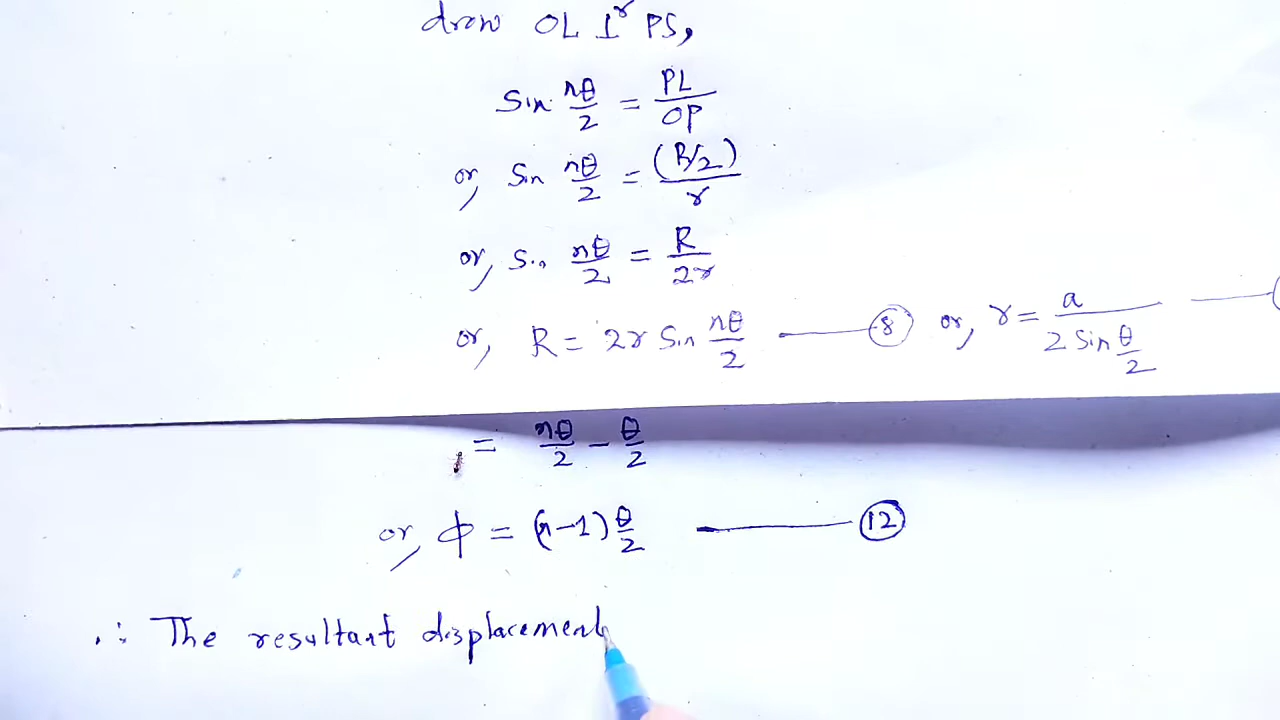 draw OL ⊥ʳ PS,
Sin nθ/2 = PL/OP
or, Sin nθ/2 = (R/2)/r
or, Sin nθ/2 = R/2r
or, R = 2r Sin nθ/2 —— (8) or, r = a/(2 Sin θ/2) ——
= nθ/2 - θ/2
or, φ = (n-1) θ/2 —— (12)
∴ The resultant displacement